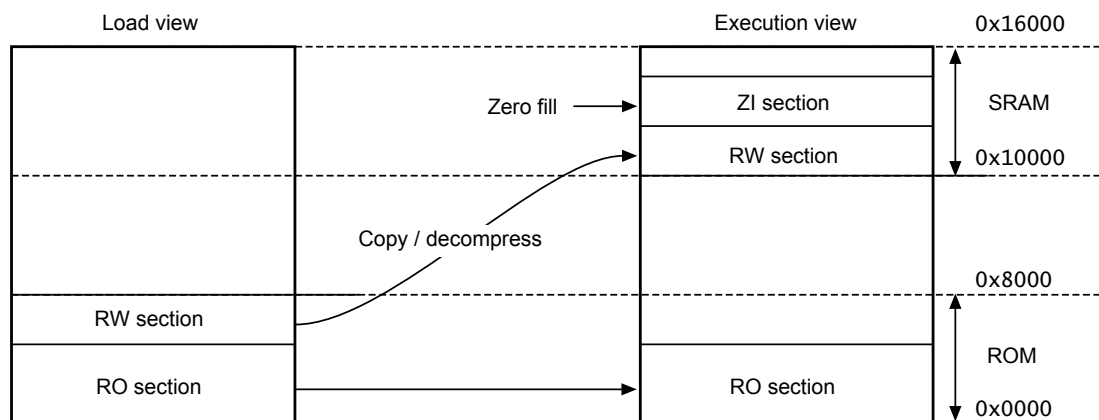 Load view
Execution view
0x16000
Zero fill
ZI section
SRAM
RW section
0x10000
Copy / decompress
0x8000
RW section
ROM
RO section
RO section
0x0000